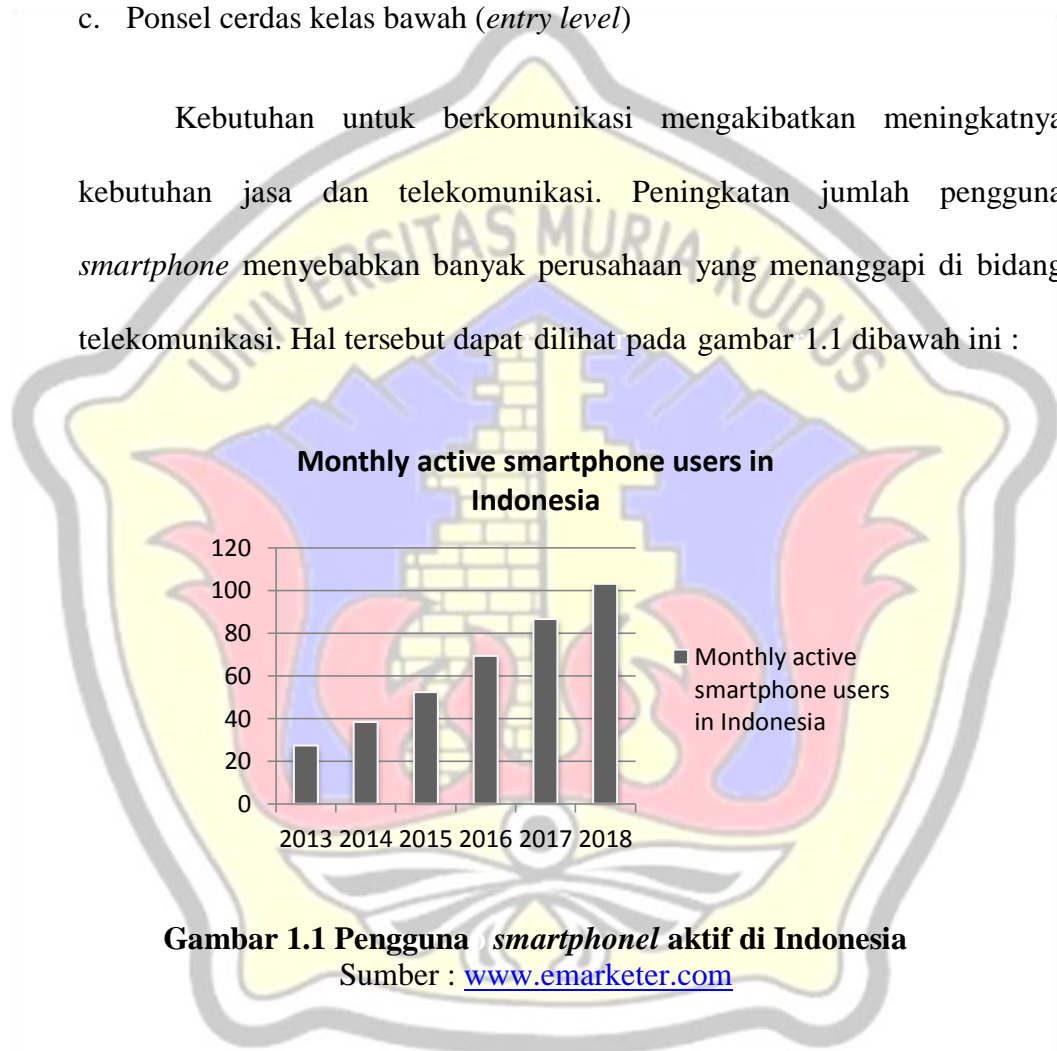 c. Ponsel cerdas kelas bawah (entry level)
Kebutuhan untuk berkomunikasi mengakibatkan meningkatnya
kebutuhan jasa dan telekomunikasi. Peningkatan jumlah pengguna
smartphone menyebabkan banyak perusahaan yang menanggapi di bidang
telekomunikasi. Hal tersebut dapat dilihat pada gambar 1.1 dibawah ini :
UNIVERSITAS MURIA KUDUS
Monthly active smartphone users in
Indonesia
120
100
80
60
40
20
0
2013 2014 2015 2016 2017 2018
Monthly active
smartphone users
in Indonesia
Gambar 1.1 Pengguna smartphonel aktif di Indonesia
Sumber : www.emarketer.com